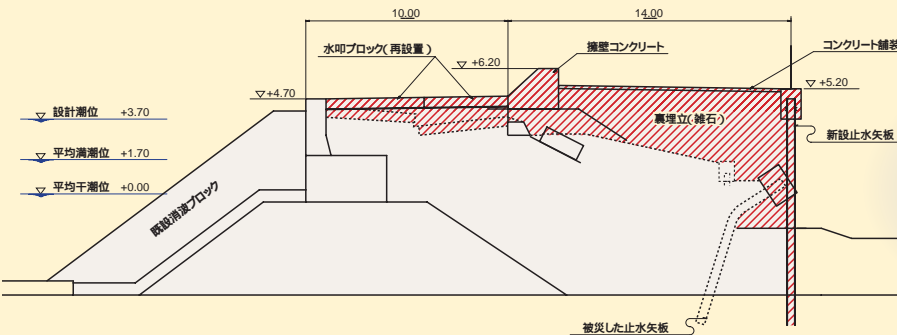 10.00
14.00
水叩ブロック(再設置)
擁壁コンクリート
コンクリート舗装
▽+6.20
▽+4.70
▽+5.20
設計潮位 +3.70
裏埋立(雑石)
新設止水矢板
平均満潮位 +1.70
平均干潮位 +0.00
既設消波ブロック
被災した止水矢板